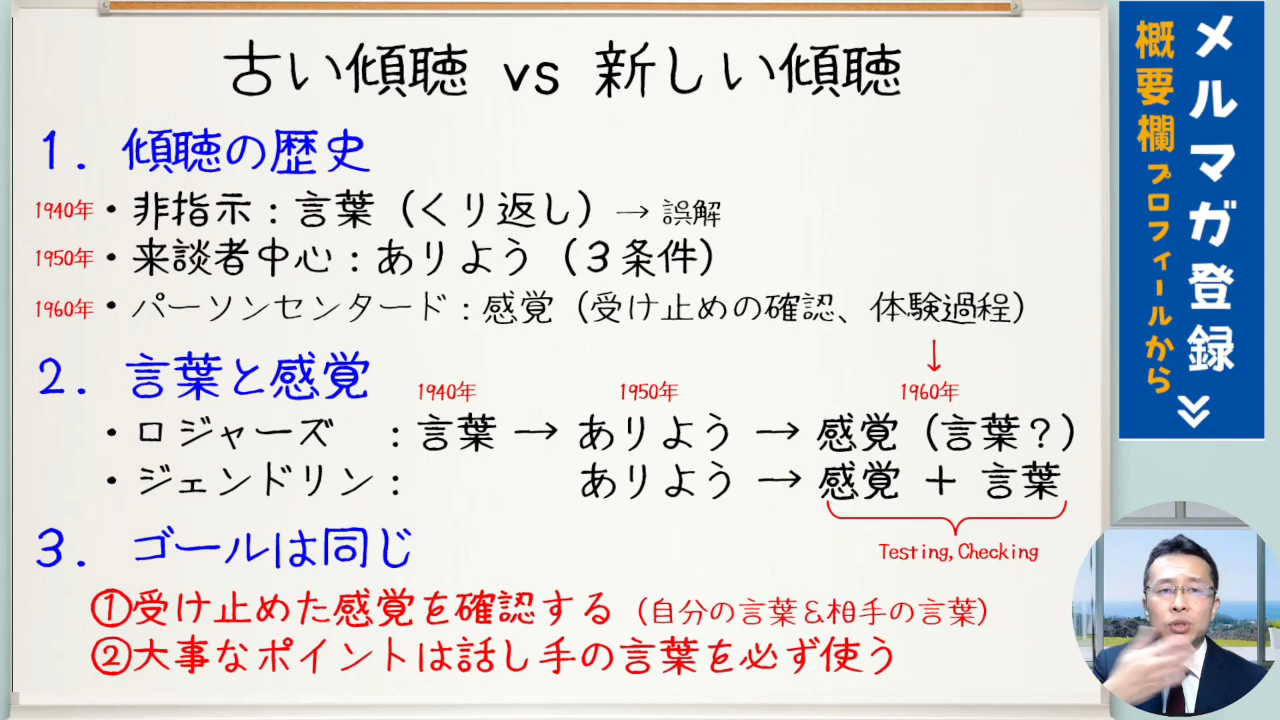 古い傾聴 vs 新しい傾聴
1. 傾聴の歴史
1940年・非指示：言葉（くり返し）→ 誤解
1950年・来談者中心：ありよう（３条件）
1960年・パーソンセンタード：感覚（受け止めの確認、体験過程）
↓
2. 言葉と感覚
1940年 1950年 1960年
・ロジャーズ ：言葉 → ありよう → 感覚（言葉？）
・ジェンドリン： ありよう → 感覚 ＋ 言葉
Testing,Checking
3. ゴールは同じ
①受け止めた感覚を確認する（自分の言葉＆相手の言葉）
②大事なポイントは話し手の言葉を必ず使う
メルマガ登録
概要欄プロフィールから